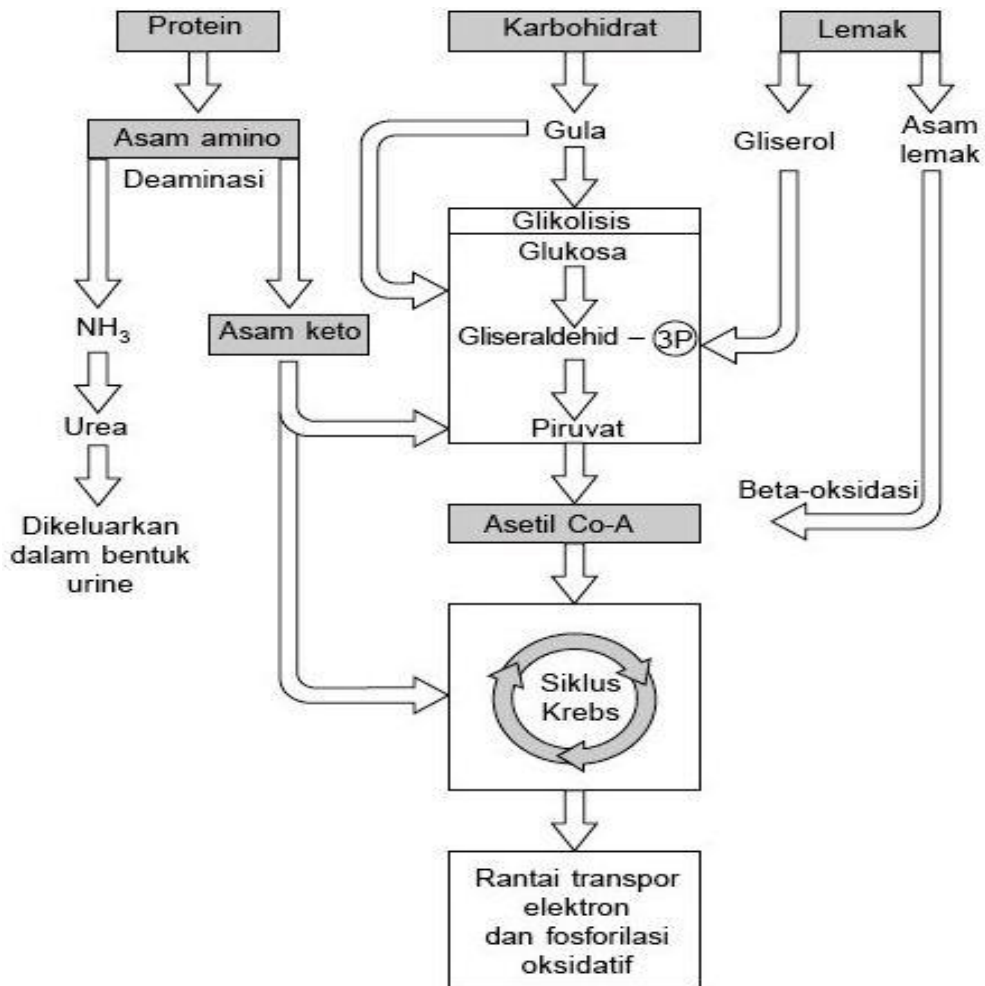 Protein
Karbohidrat
Lemak
Asam amino
Deaminasi
Gula
Gliserol
Asam
lemak
Glikolisis
Glukosa
NH₃
Asam keto
Gliseraldehid – 3P
Urea
Piruvat
Beta-oksidasi
Dikeluarkan
dalam bentuk
urine
Asetil Co-A
Siklus
Krebs
Rantai transpor
elektron
dan fosforilasi
oksidatif